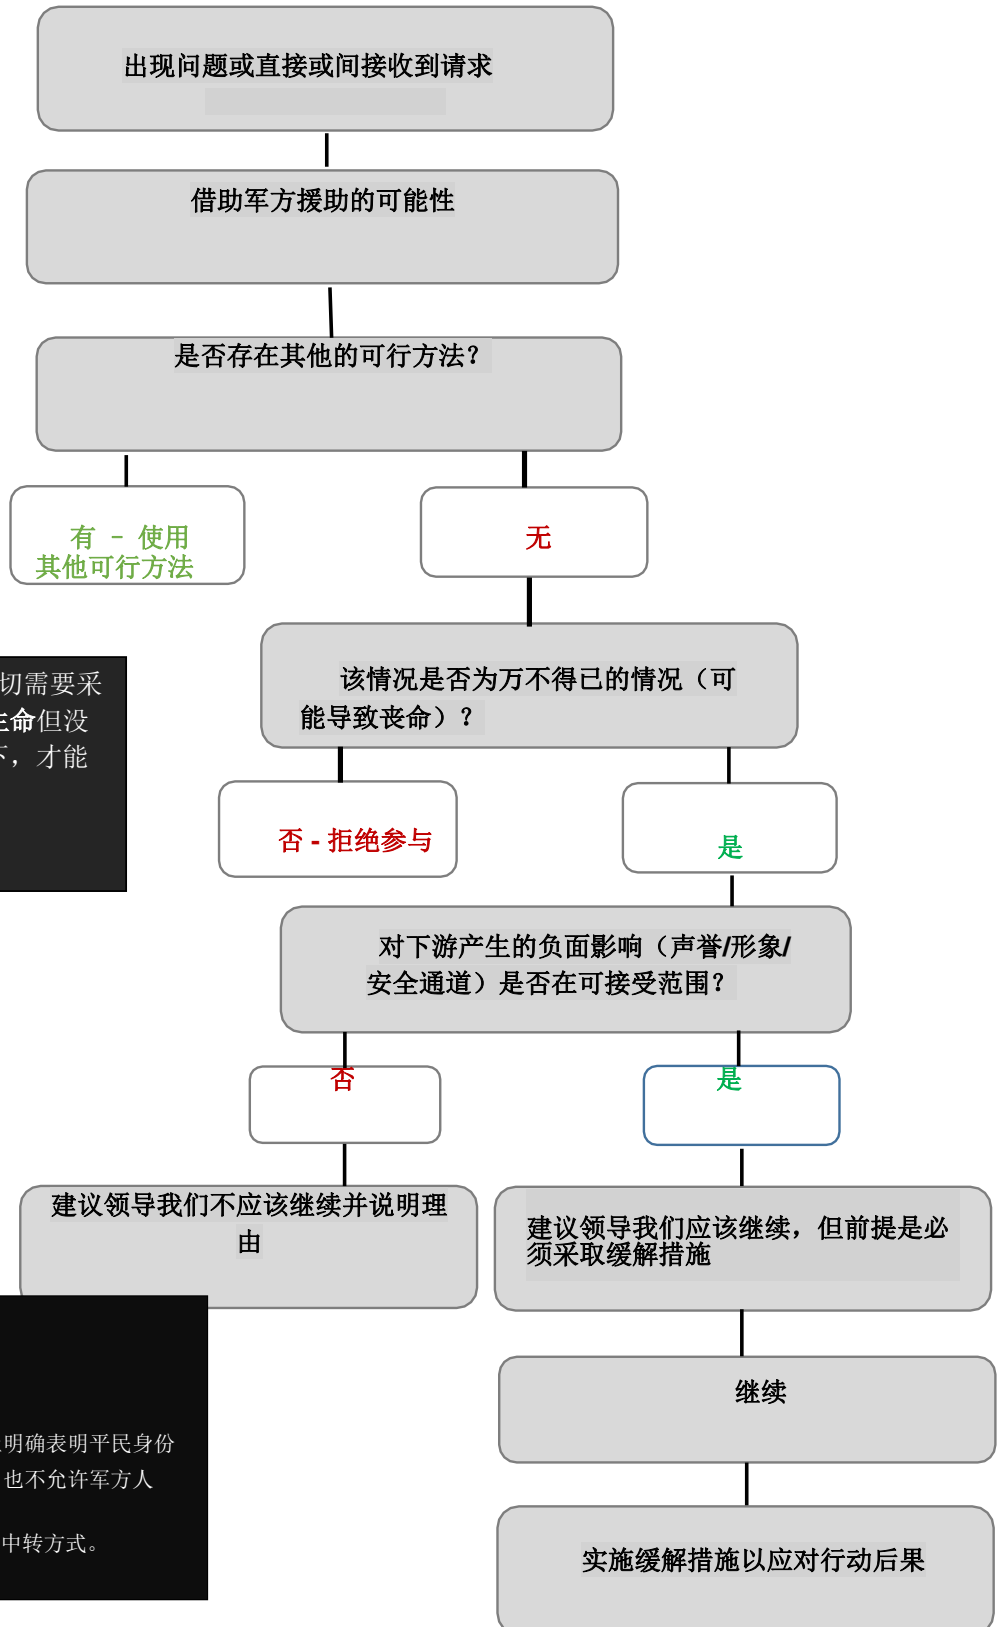 出现问题或直接或间接收到请求
借助军方援助的可能性
是否存在其他的可行方法？
有 - 使用
其他可行方法
无
该情况是否为万不得已的情况（可
能导致丧命）？
切需要采
生命但没
下，才能
否 - 拒绝参与
是
对下游产生的负面影响（声誉/形象/
安全通道）是否在可接受范围？
否
是
建议领导我们不应该继续并说明理
由
建议领导我们应该继续，但前提是必
须采取缓解措施
继续
明确表明平民身份
也不允许军方人
中转方式。
实施缓解措施以应对行动后果